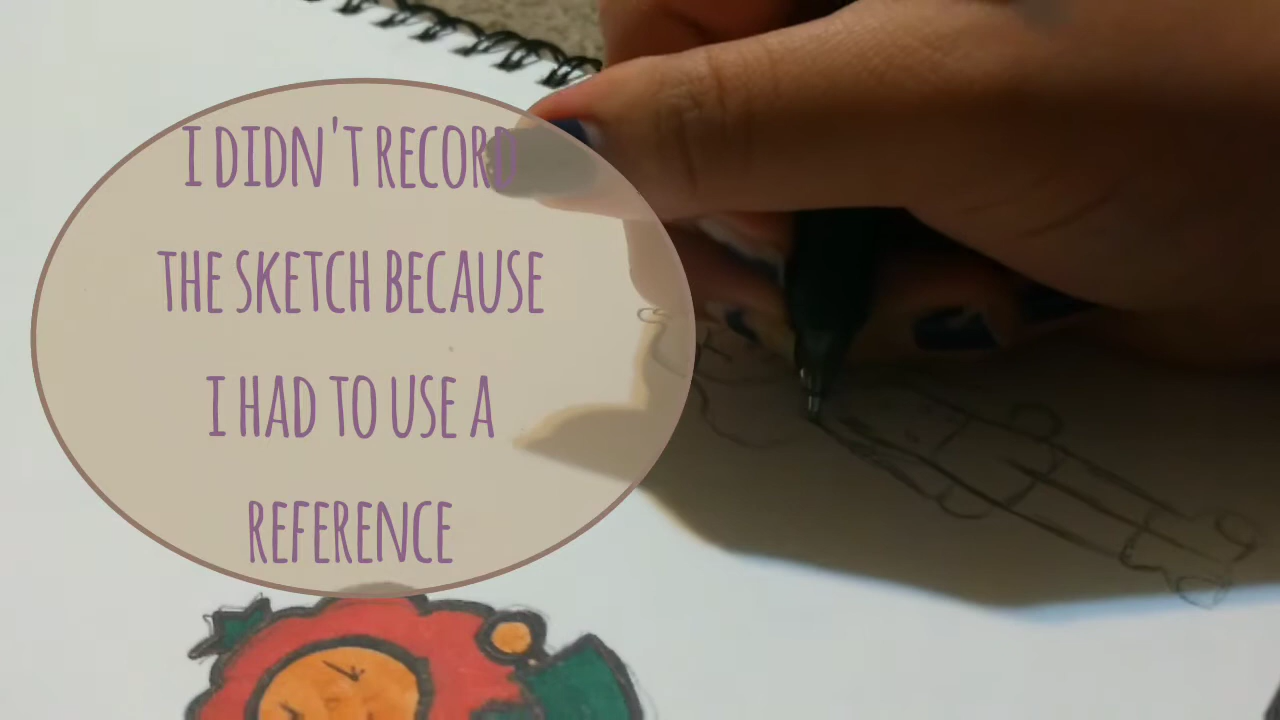 I DIDN'T RECORD
THE SKETCH BECAUSE
I HAD TO USE A
REFERENCE